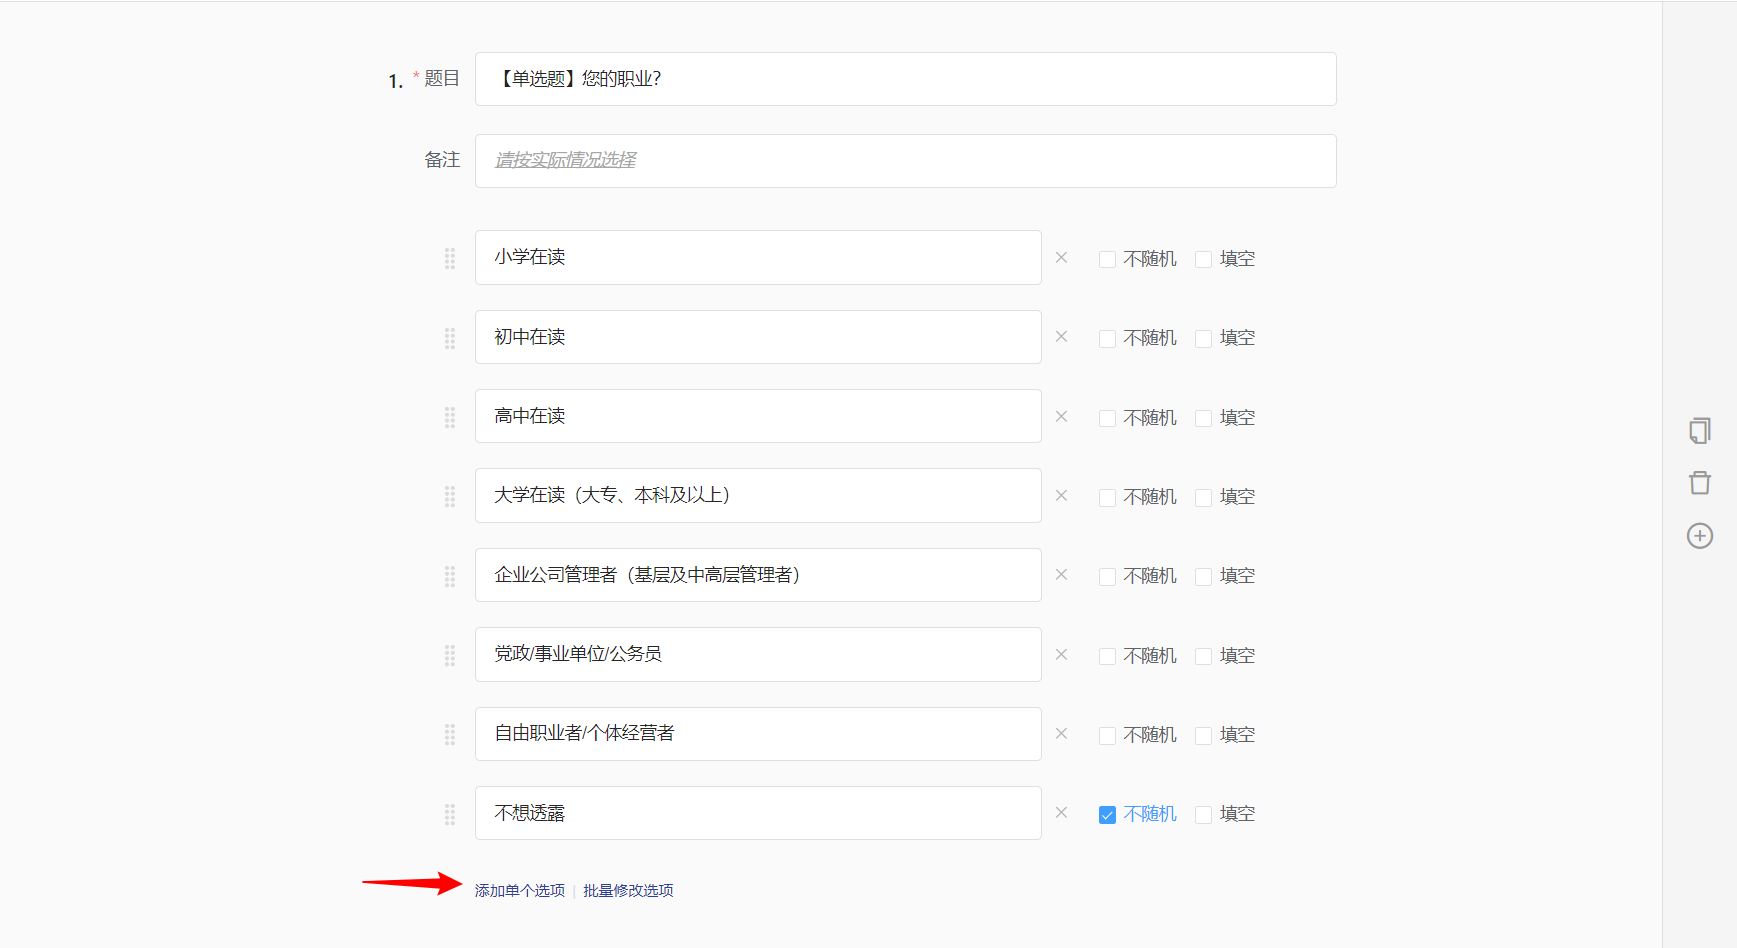 1. * 题目 【单选题】您的职业?
备注 请按实际情况选择
小学在读 × 不随机 填空
初中在读 × 不随机 填空
高中在读 × 不随机 填空
大学在读（大专、本科及以上） × 不随机 填空
企业公司管理者（基层及中高层管理者） × 不随机 填空
党政/事业单位/公务员 × 不随机 填空
自由职业者/个体经营者 × 不随机 填空
不想透露 × 不随机 填空
添加单个选项 | 批量修改选项